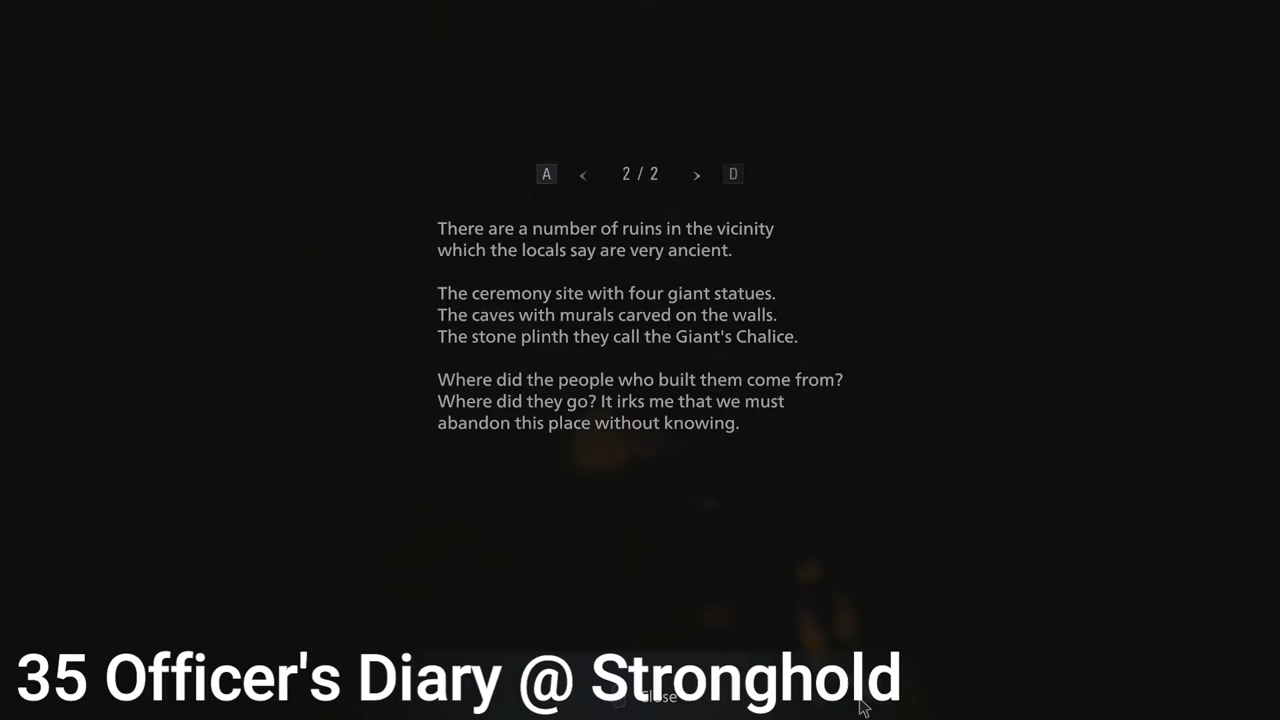 A < 2 / 2 > D
There are a number of ruins in the vicinity
which the locals say are very ancient.
The ceremony site with four giant statues.
The caves with murals carved on the walls.
The stone plinth they call the Giant's Chalice.
Where did the people who built them come from?
Where did they go? It irks me that we must
abandon this place without knowing.
Close
35 Officer's Diary @ Stronghold